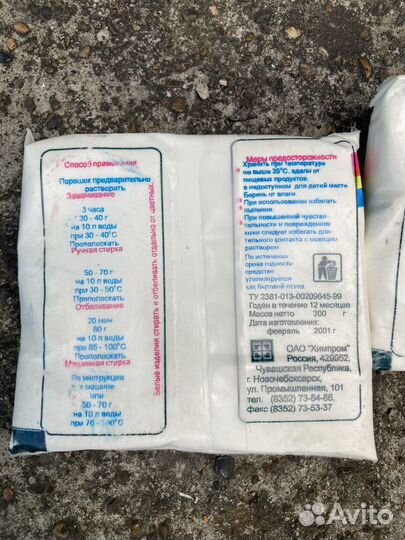 Способ применения
Порошок предварительно
растворить
Замачивание
3 часа
30 - 40 г
на 10 л воды
при 30 - 40°С
Прополоскать
Ручная стирка
50 - 70 г
на 10 л воды
при 30 - 50°С
Прополоскать
Отбеливание
20 мин
80 г
на 10 л воды
при 85 - 100°С
Прополоскать
Машинная стирка
По инструкции
к машине
или
50 - 70 г
на 10 л воды
при 70 - 100°С
Белые изделия стирать и отбеливать отдельно от цветных.
Меры предосторожности
Хранить при температуре
не выше 35°С, вдали от
пищевых продуктов,
в недоступном для детей месте.
Беречь от влаги.
При использовании избегать
пыления
При повышенной чувстви-
тельности и повреждениях
кожи следует избегать дли-
тельного контакта с моющим
раствором
По истечении
срока годности
средство
утилизируется
как бытовой отход
ТУ 2381-013-00209645-99
Годен в течение 12 месяцев
Масса нетто 300 г
Дата изготовления:
февраль 2001 г
ОАО "Химпром"
Россия, 429952,
Чувашская Республика,
г. Новочебоксарск,
ул. Промышленная, 101
тел. (8352) 73-54-86,
факс (8352) 73-53-37
Avito